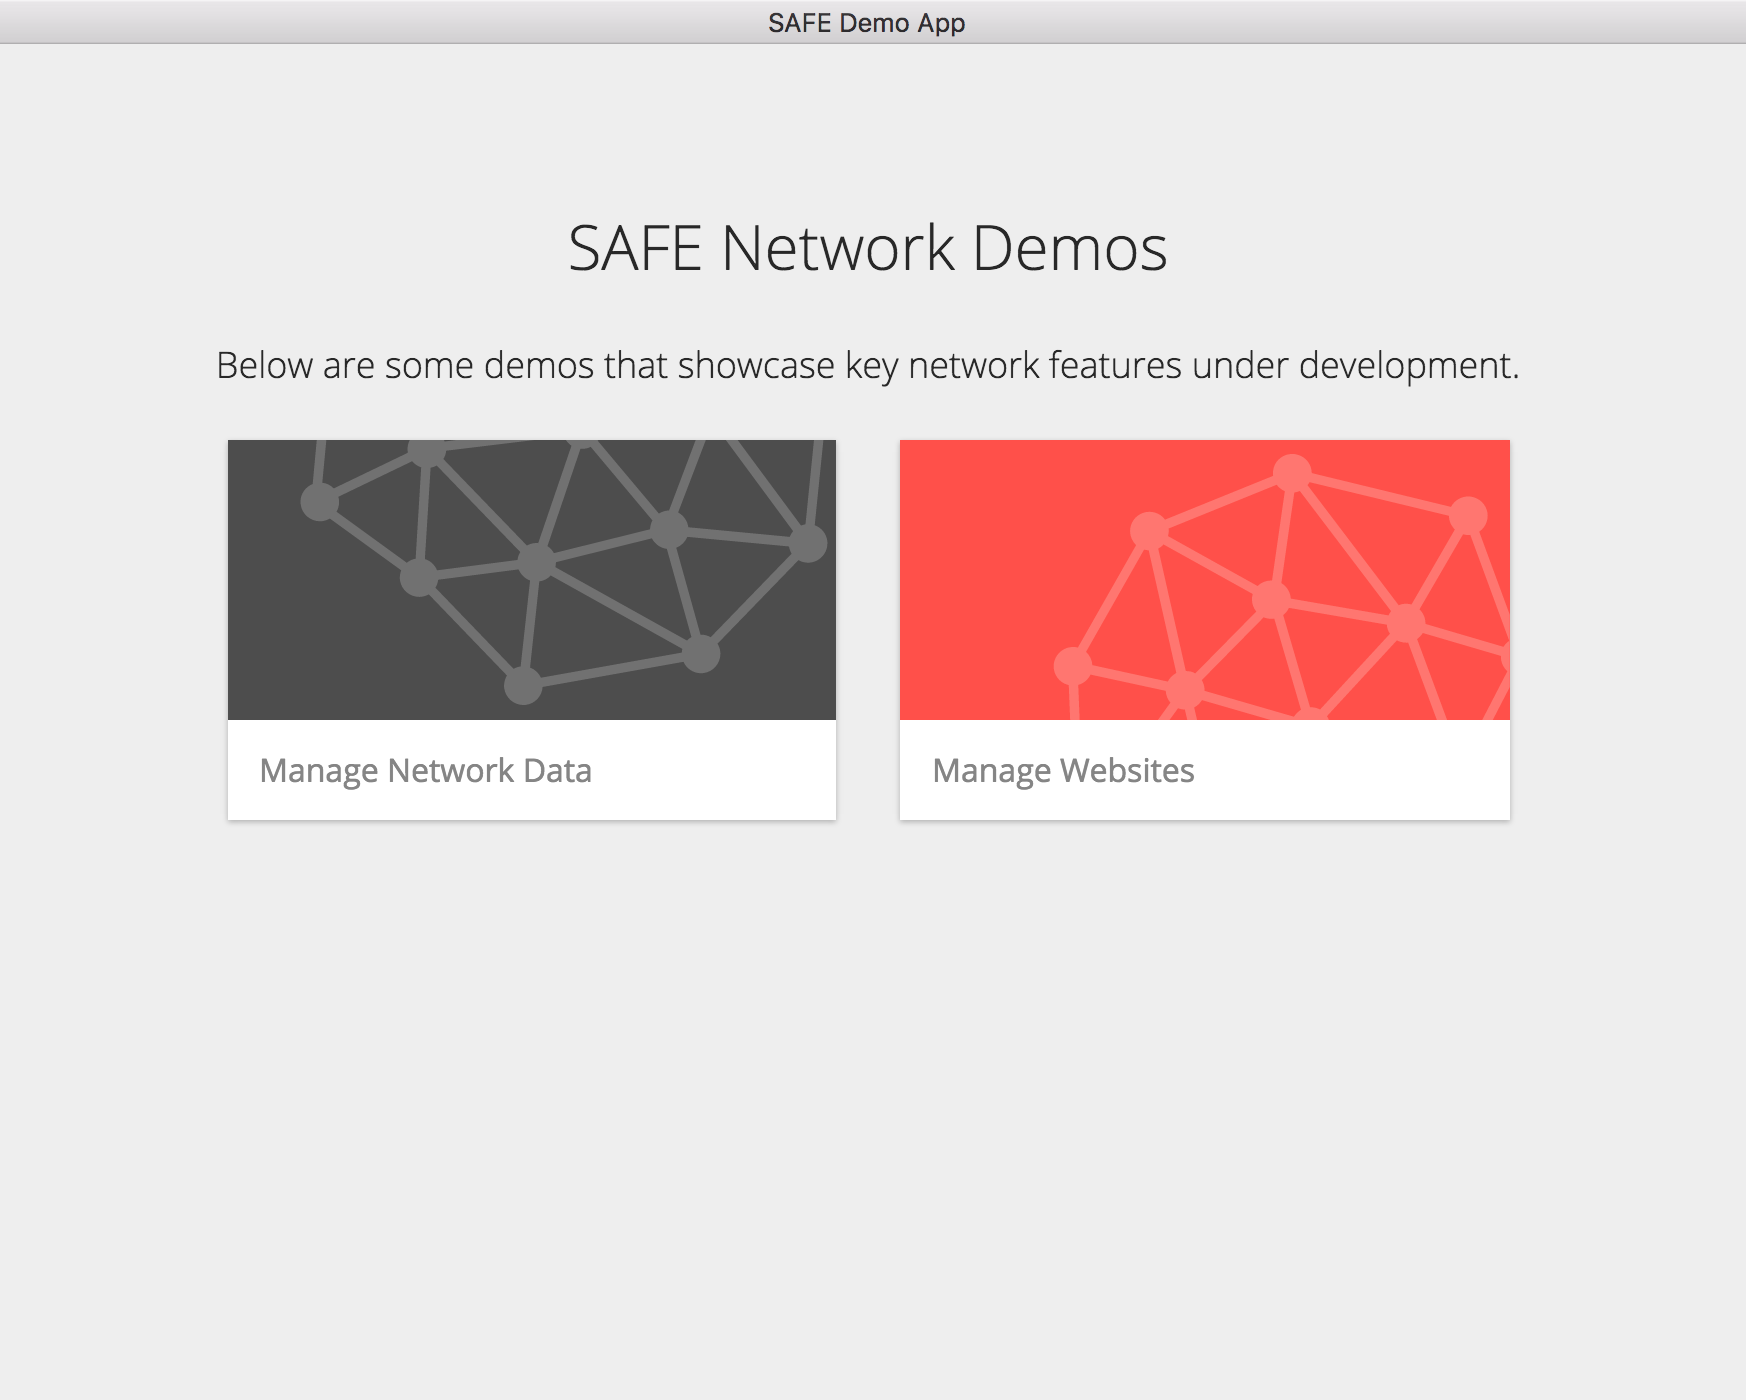 SAFE Demo App
SAFE Network Demos
Below are some demos that showcase key network features under development.
Manage Network Data
Manage Websites